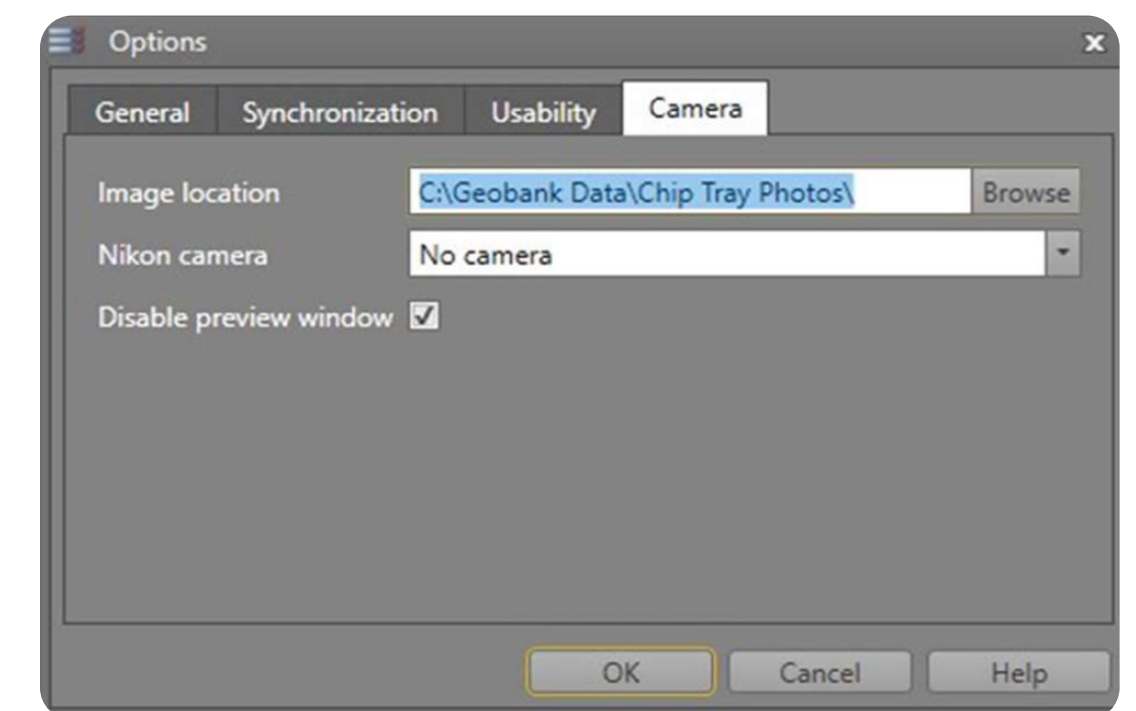 Options
General Synchronization Usability Camera
Image location C:\Geobank Data\Chip Tray Photos\ Browse
Nikon camera No camera
Disable preview window
OK Cancel Help